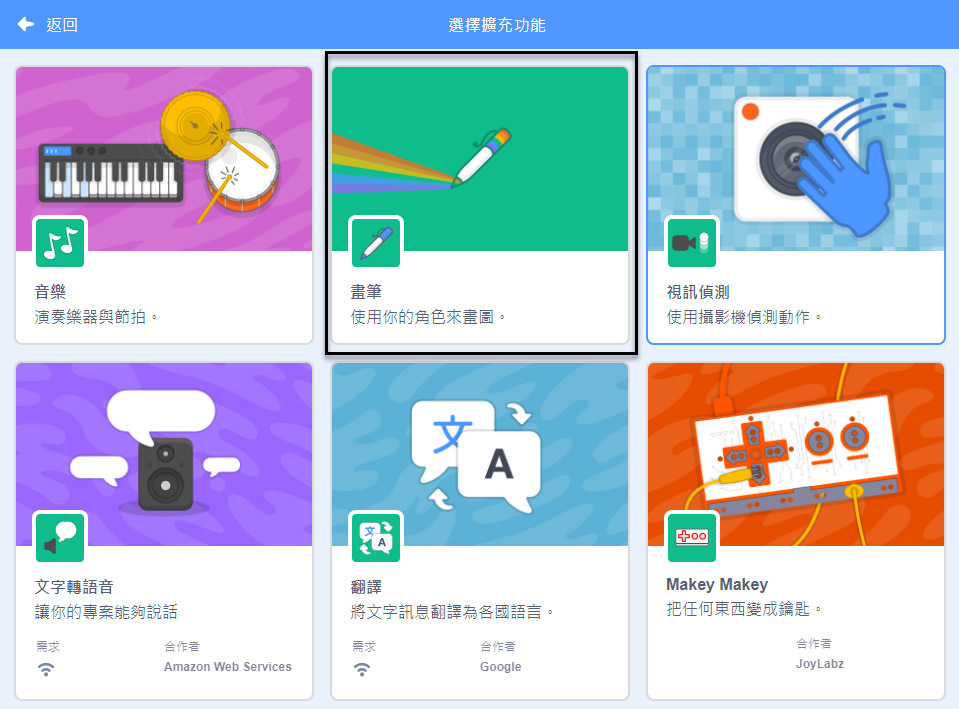 返回
選擇擴充功能
音樂
演奏樂器與節拍。
畫筆
使用你的角色來畫圖。
視訊偵測
使用攝影機偵測動作。
文
A
文
A
文字轉語音
讓你的專案能夠說話
需求
合作者
Amazon Web Services
翻譯
將文字訊息翻譯為各國語言。
需求
合作者
Google
Makey Makey
把任何東西變成鑰匙。
合作者
JoyLabz